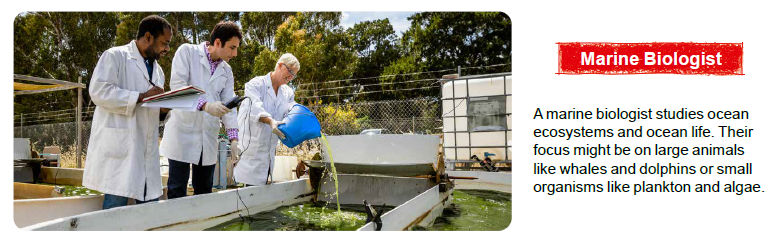 Marine Biologist
A marine biologist studies ocean
ecosystems and ocean life. Their
focus might be on large animals
like whales and dolphins or small
organisms like plankton and algae.